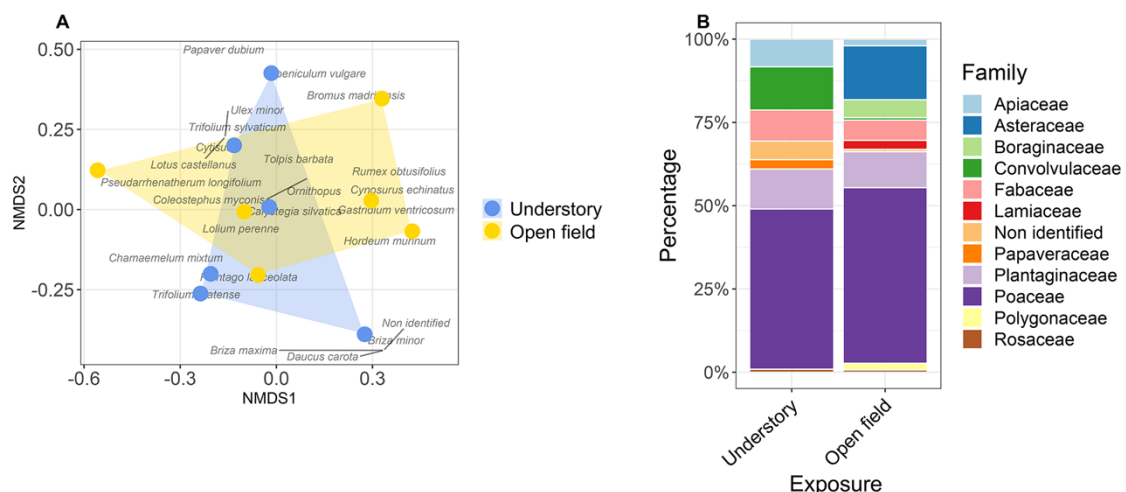 A
0.50
0.25
0.00
-0.25
NMDS2
-0.6
-0.3
0.0
0.3
NMDS1
Papaver dubium
vulgare
Bromus
Ulex minor
Trifolium sylvaticum
Lotus castellanus
Tolpis barbata
Rumex obtusifolius
Pseudarrhenatherum longifolium
Ornithopus
Cynosurus echinatus
Coleostephus myconis
silvatica
Gastridium ventricosum
Lolium perenne
Hordeum murinum
Chamaemelum mixtum
Trifolium
Non identified
Briza minor
Briza maxima
Daucus carota
Understory
Open field
B
100%
75%
50%
25%
0%
Percentage
Understory
Open field
Exposure
Family
Apiaceae
Asteraceae
Boraginaceae
Convolvulaceae
Fabaceae
Lamiaceae
Non identified
Papaveraceae
Plantaginaceae
Poaceae
Polygonaceae
Rosaceae